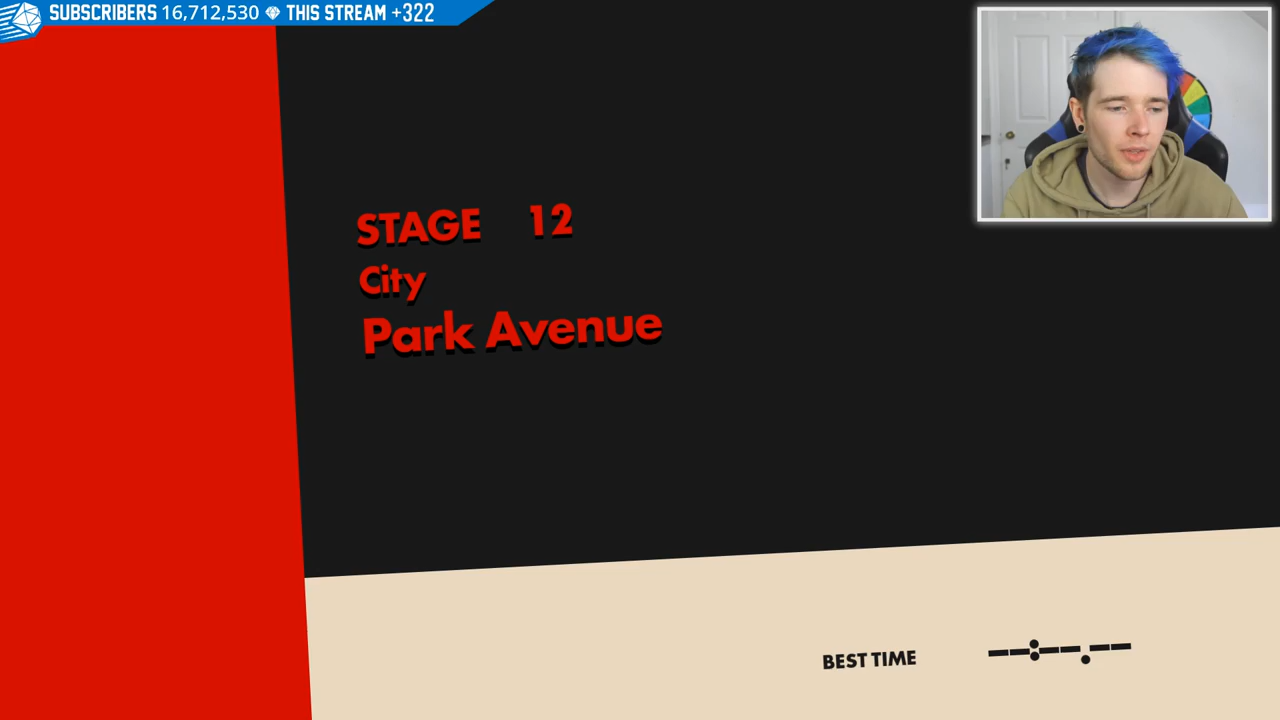 SUBSCRIBERS 16,712,530 THIS STREAM +322
STAGE 12
City
Park Avenue
BEST TIME --:--.--